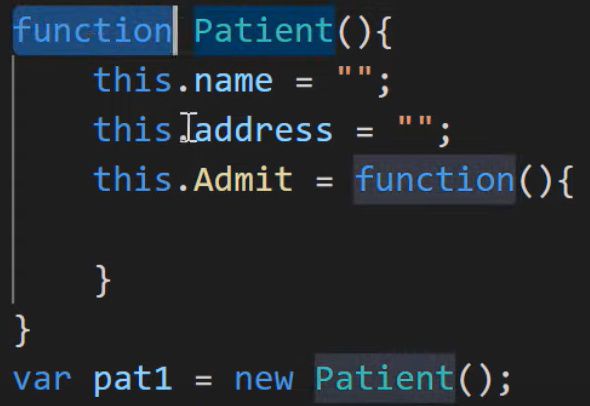 function Patient(){
this.name = "";
this.address = "";
this.Admit = function(){
}
}
var pat1 = new Patient();